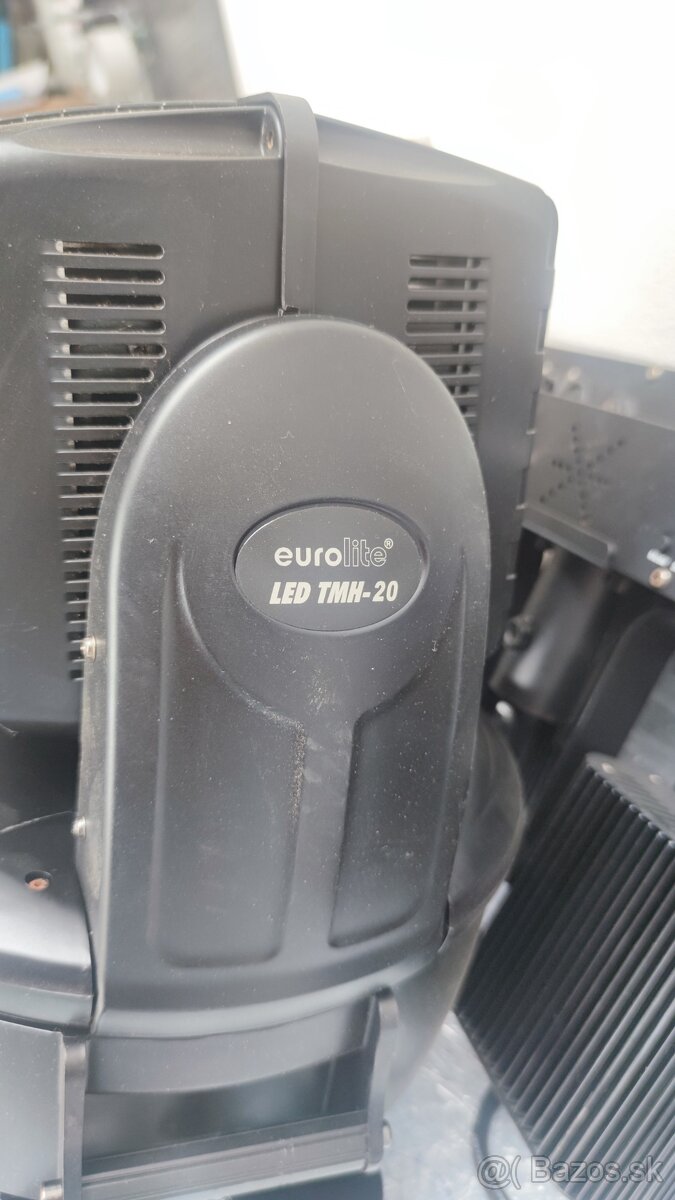 eurolite®
LED TMH-20
@( Bazos.sk